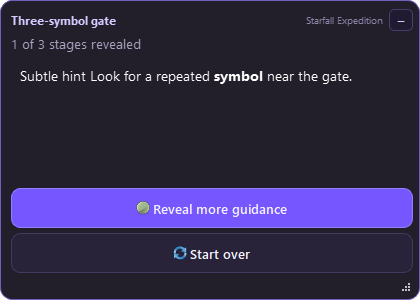 Three-symbol gate
Starfall Expedition
1 of 3 stages revealed
Subtle hint Look for a repeated symbol near the gate.
Reveal more guidance
Start over